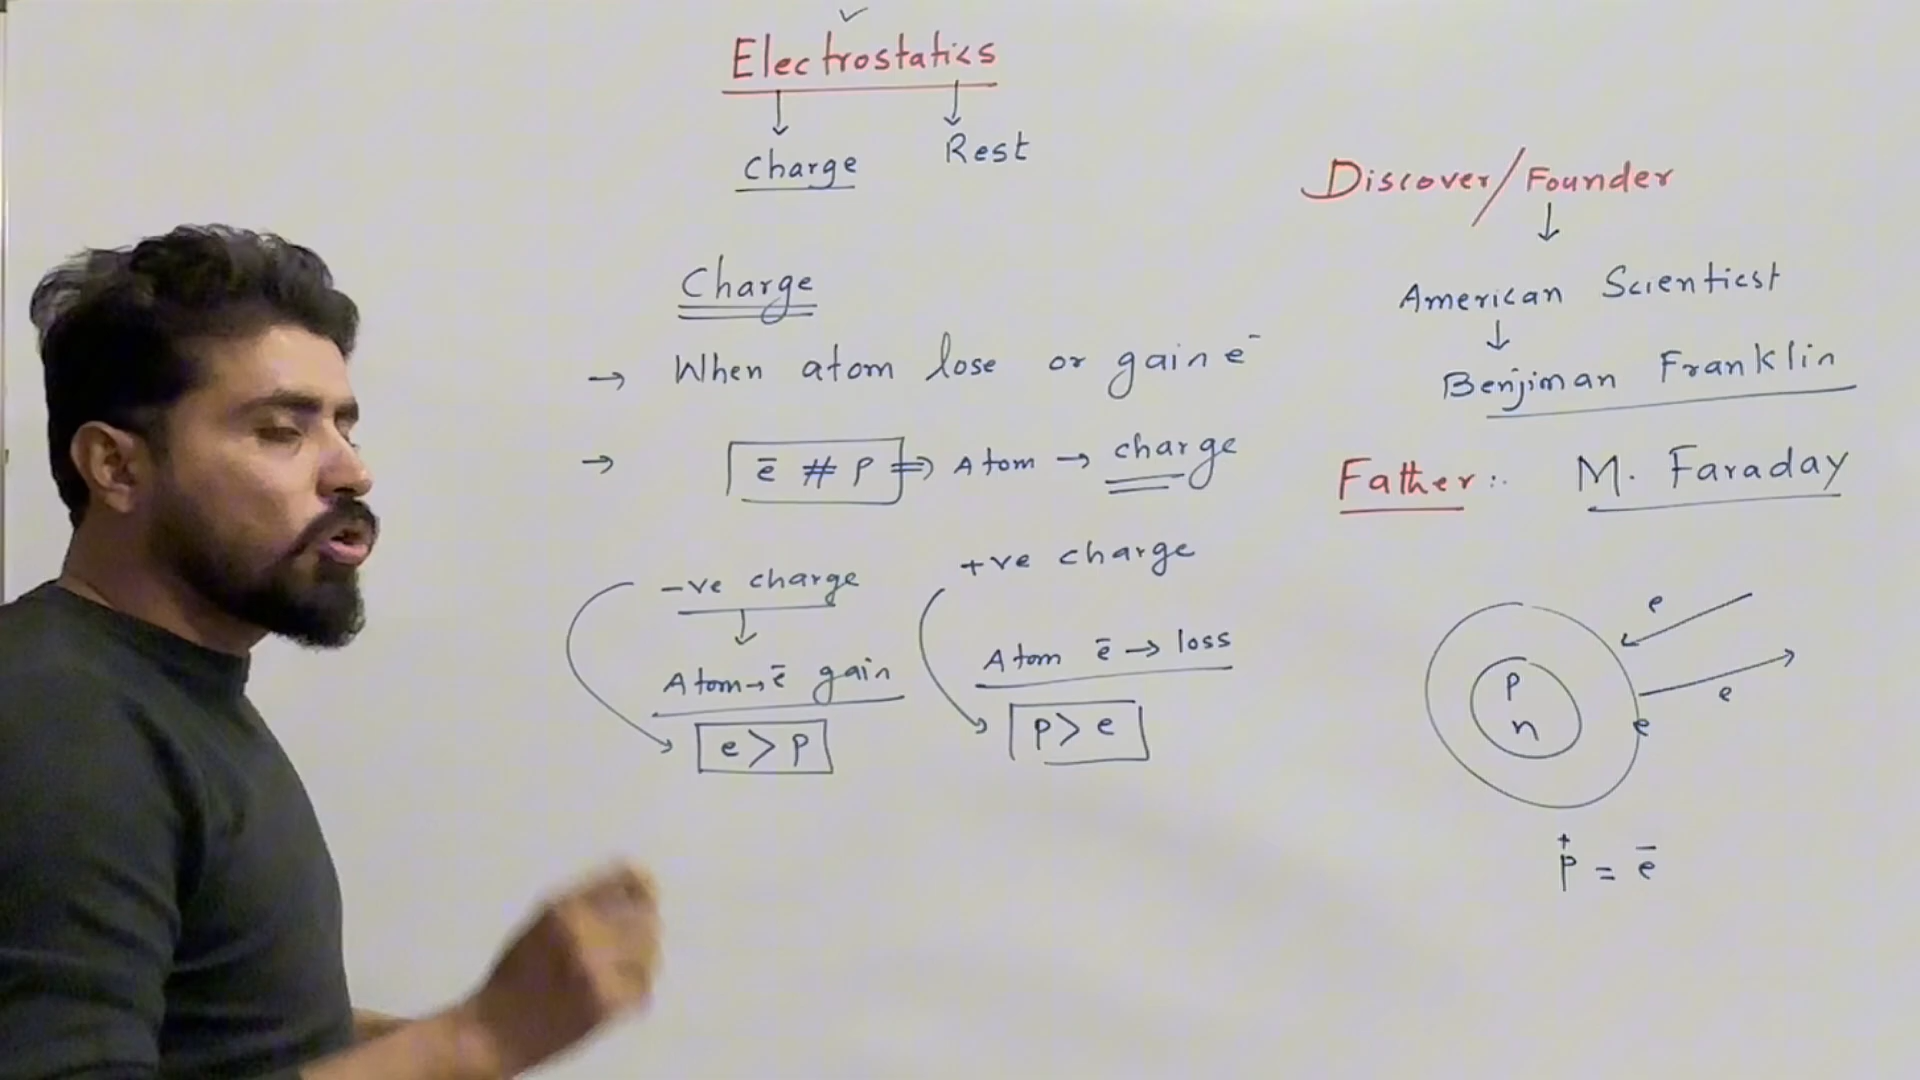 Electrostatics
Charge Rest
Charge
→ When atom lose or gain e⁻
→ ē # P ⇒ Atom → charge
-ve charge
Atom → ē gain
e > P
+ve charge
Atom ē → loss
P > e
Discover/Founder
American Scienticst
Benjiman Franklin
Father:. M. Faraday
e
e
P
n
e
P⁺ = ē